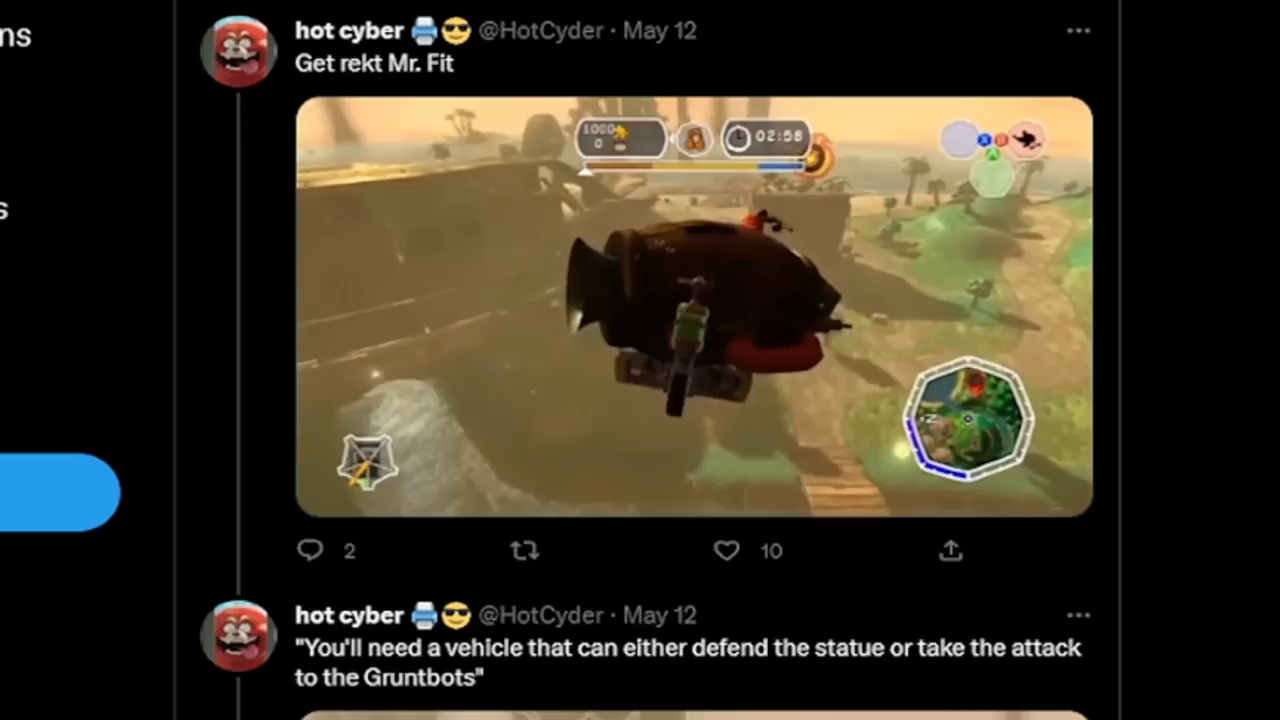 ns
s
hot cyber 🖨️😎 @HotCyder · May 12
Get rekt Mr. Fit
1000
0
02:58
X
B
A
Z
2
10
hot cyber 🖨️😎 @HotCyder · May 12
"You'll need a vehicle that can either defend the statue or take the attack
to the Gruntbots"